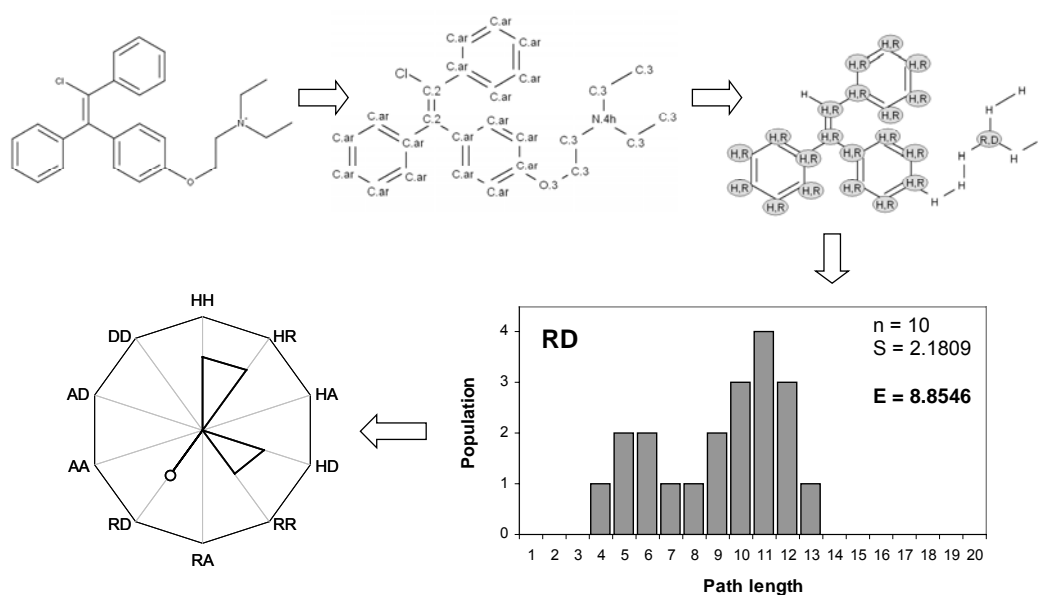 Cl
N+
O
C.ar
C.ar C.ar
C.ar
Cl C.ar C.3
C.2 C.ar C.3
C.ar .2 C.ar N.4h C.3
C.ar C.ar C.ar C.ar C.3 C.3
C.ar C.ar C.ar
C.ar O.3 C.3
C.ar C.ar
H,R
H,R H,R
H H,R H,R H
H,R H,R H
H,R H,R H,R R,D
H,R H,R H,R H,R H H
H,R H,R H,R H,R H
H,R H,R H
HH
DD HR
AD HA
AA HD
RD RR
RA
RD
n = 10
S = 2.1809
E = 8.8546
Population
4
3
2
1
0
1 2 3 4 5 6 7 8 9 10 11 12 13 14 15 16 17 18 19 20
Path length